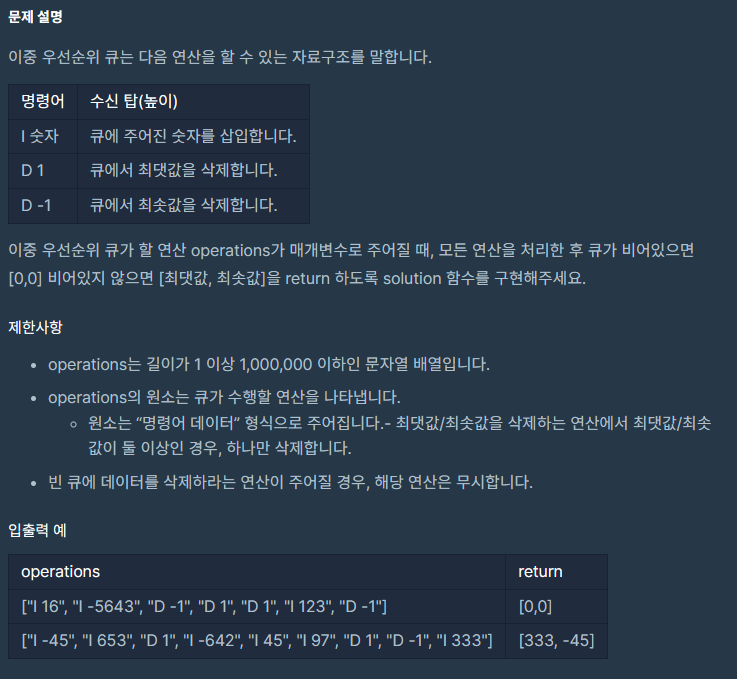 문제 설명
이중 우선순위 큐는 다음 연산을 할 수 있는 자료구조를 말합니다.
명령어 수신 탑(높이)
I 숫자 큐에 주어진 숫자를 삽입합니다.
D 1 큐에서 최댓값을 삭제합니다.
D -1 큐에서 최솟값을 삭제합니다.
이중 우선순위 큐가 할 연산 operations가 매개변수로 주어질 때, 모든 연산을 처리한 후 큐가 비어있으면
[0,0] 비어있지 않으면 [최댓값, 최솟값]을 return 하도록 solution 함수를 구현해주세요.
제한사항
• operations는 길이가 1 이상 1,000,000 이하인 문자열 배열입니다.
• operations의 원소는 큐가 수행할 연산을 나타냅니다.
◦ 원소는 “명령어 데이터” 형식으로 주어집니다.- 최댓값/최솟값을 삭제하는 연산에서 최댓값/최솟
값이 둘 이상인 경우, 하나만 삭제합니다.
• 빈 큐에 데이터를 삭제하라는 연산이 주어질 경우, 해당 연산은 무시합니다.
입출력 예
operations return
["I 16", "I -5643", "D -1", "D 1", "D 1", "I 123", "D -1"] [0,0]
["I -45", "I 653", "D 1", "I -642", "I 45", "I 97", "D 1", "D -1", "I 333"] [333, -45]